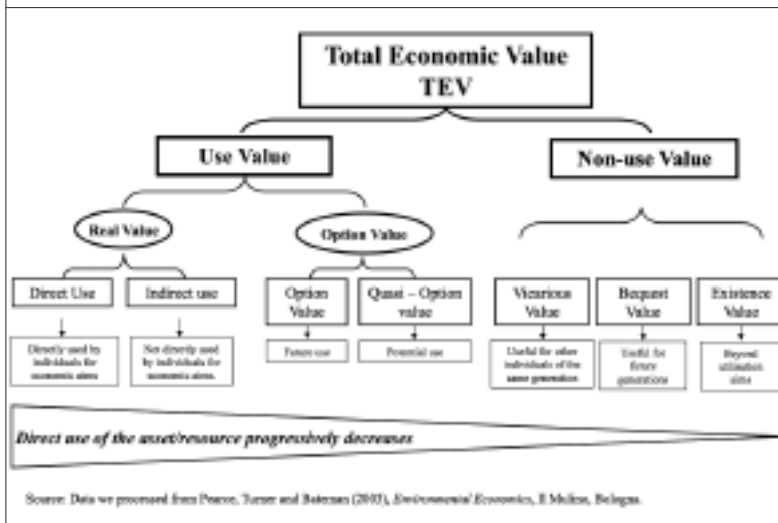 Total Economic Value
TEV
Use Value
Non-use Value
Real Value
Option Value
Direct Use
Indirect use
Option
Value
Quasi – Option
value
Vicarious
Value
Bequest
Value
Existence
Value
Directly used by
individuals for
economic aims
Not directly used
by individuals for
economic aims.
Future use
Potential use
Useful for other
individuals of the
same generation
Useful for
future
generations
Beyond
utilisation
aims
Direct use of the asset/resource progressively decreases
Source: Data we processed from Pearce, Turner and Bateman (2003), Environmental Economics, Il Mulino, Bologna.